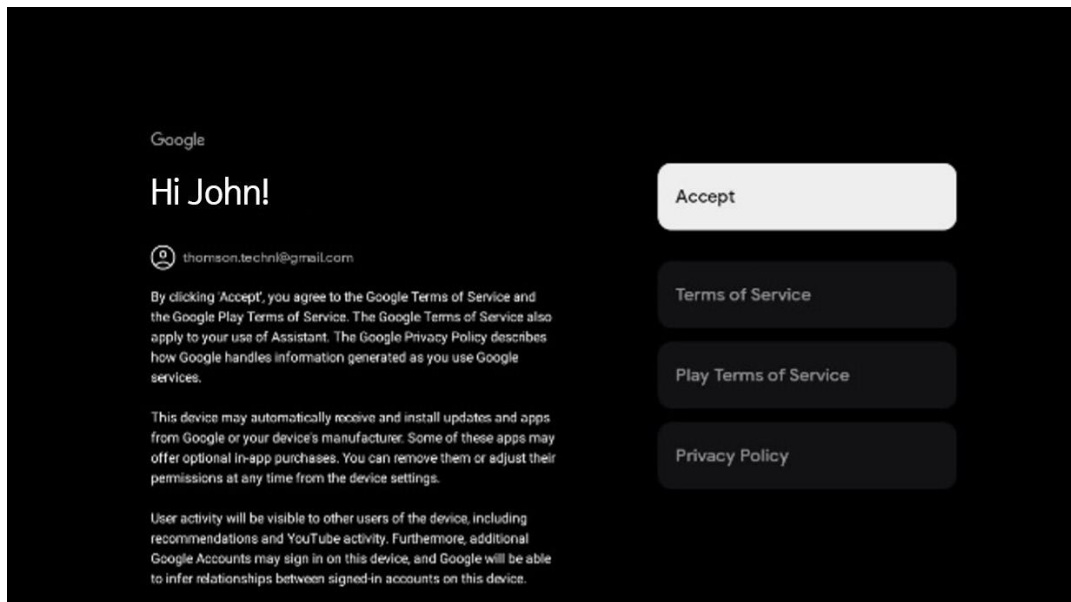 Google
Hi John!
thomson.technl@gmail.com
By clicking 'Accept', you agree to the Google Terms of Service and
the Google Play Terms of Service. The Google Terms of Service also
apply to your use of Assistant. The Google Privacy Policy describes
how Google handles information generated as you use Google
services.
This device may automatically receive and install updates and apps
from Google or your device's manufacturer. Some of these apps may
offer optional in-app purchases. You can remove them or adjust their
permissions at any time from the device settings.
User activity will be visible to other users of the device, including
recommendations and YouTube activity. Furthermore, additional
Google Accounts may sign in on this device, and Google will be able
to infer relationships between signed-in accounts on this device.
Accept
Terms of Service
Play Terms of Service
Privacy Policy